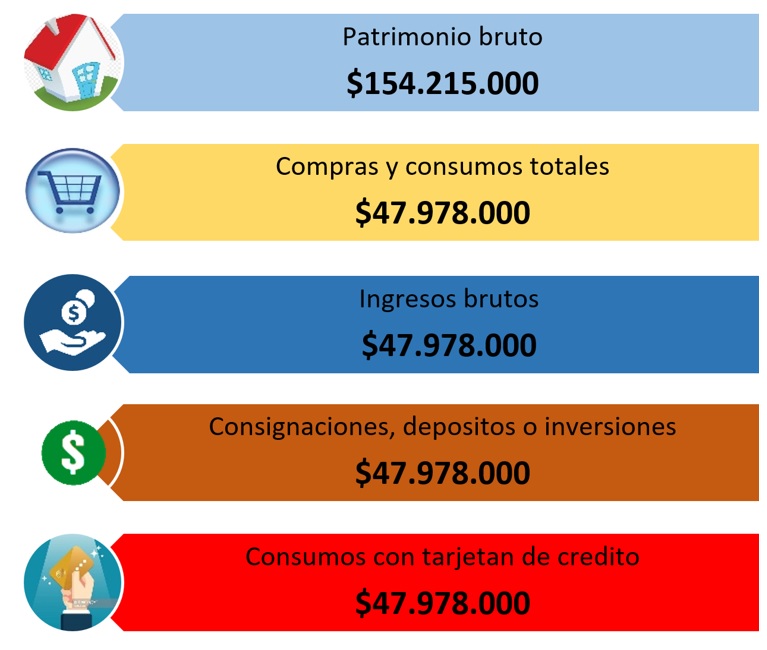 Patrimonio bruto
$154.215.000
Compras y consumos totales
$47.978.000
Ingresos brutos
$47.978.000
Consignaciones, depositos o inversiones
$47.978.000
Consumos con tarjetan de credito
$47.978.000